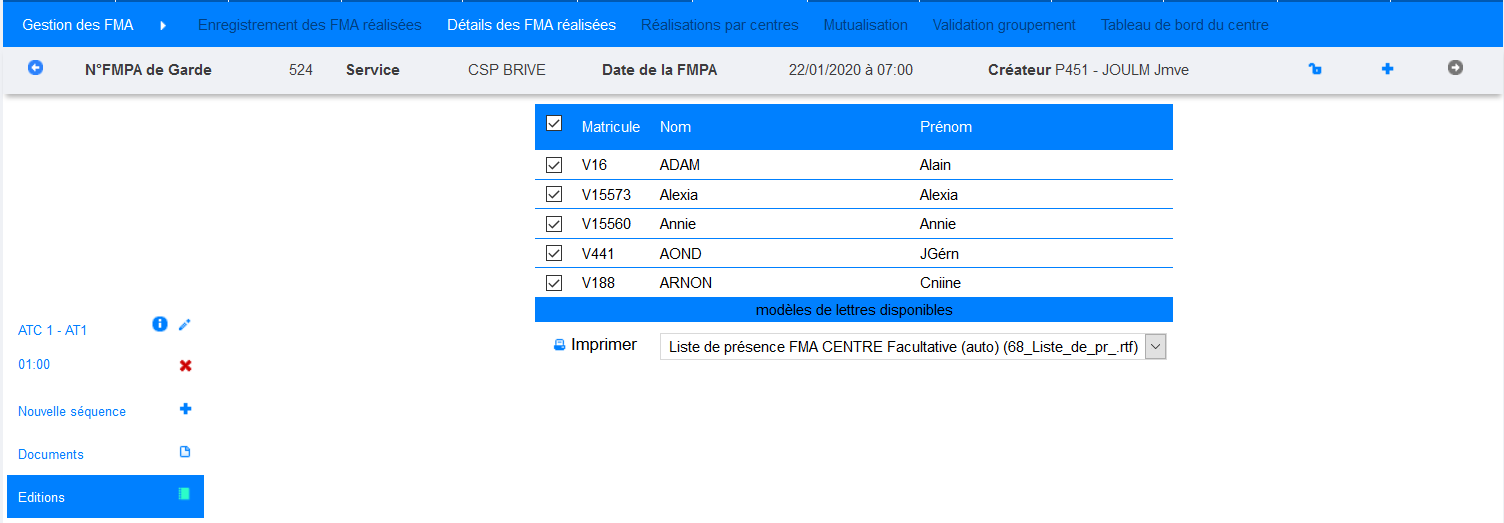 Gestion des FMA Enregistrement des FMA réalisées Détails des FMA réalisées Réalisations par centres Mutualisation Validation groupement Tableau de bord du centre
N°FMPA de Garde 524 Service CSP BRIVE Date de la FMPA 22/01/2020 à 07:00 Créateur P451 - JOULM Jmve
Matricule Nom Prénom
V16 ADAM Alain
V15573 Alexia Alexia
V15560 Annie Annie
V441 AOND JGérn
V188 ARNON Cniine
modèles de lettres disponibles
Imprimer Liste de présence FMA CENTRE Facultative (auto) (68_Liste_de_pr_.rtf)
ATC 1 - AT1
01:00
Nouvelle séquence
Documents
Editions